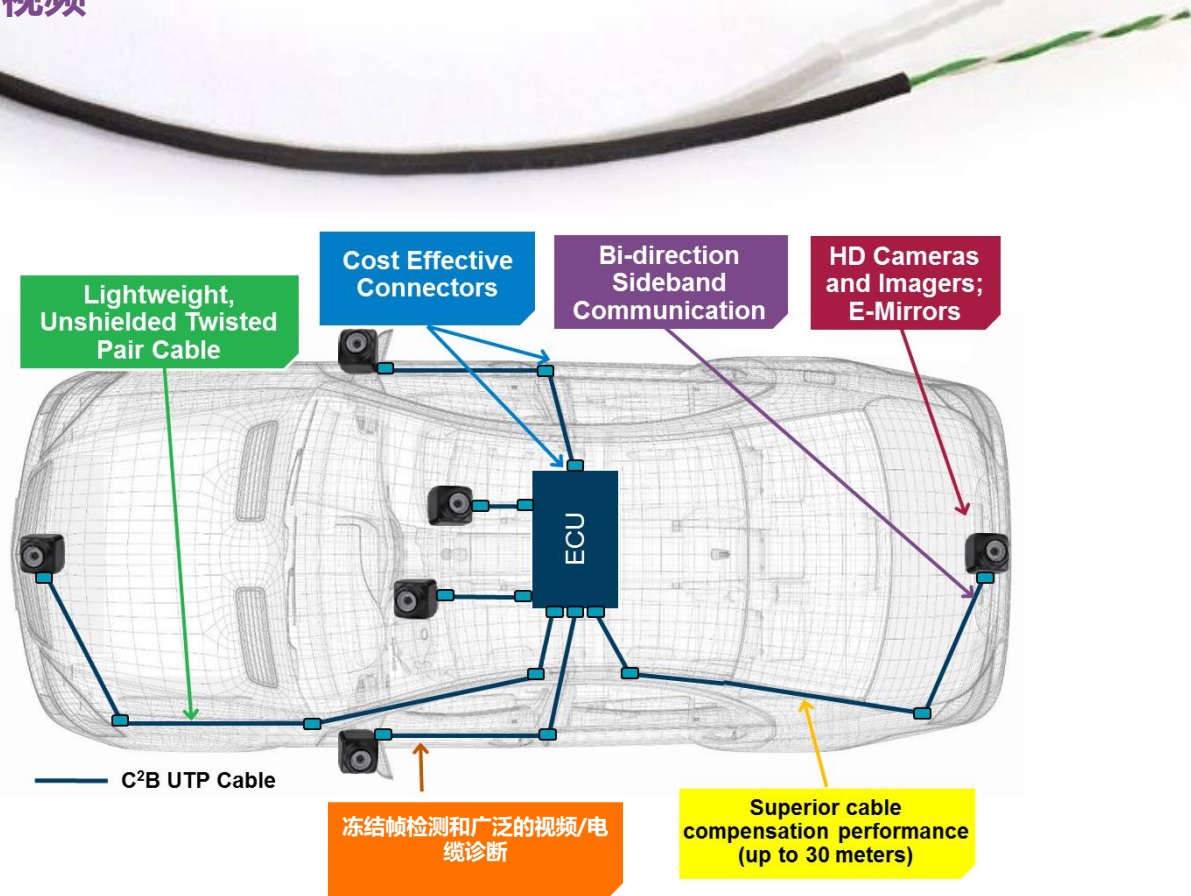 视频
Cost Effective
Connectors
Bi-direction
Sideband
Communication
HD Cameras
and Imagers;
E-Mirrors
Lightweight,
Unshielded Twisted
Pair Cable
ECU
C²B UTP Cable
冻结帧检测和广泛的视频/电
缆诊断
Superior cable
compensation performance
(up to 30 meters)